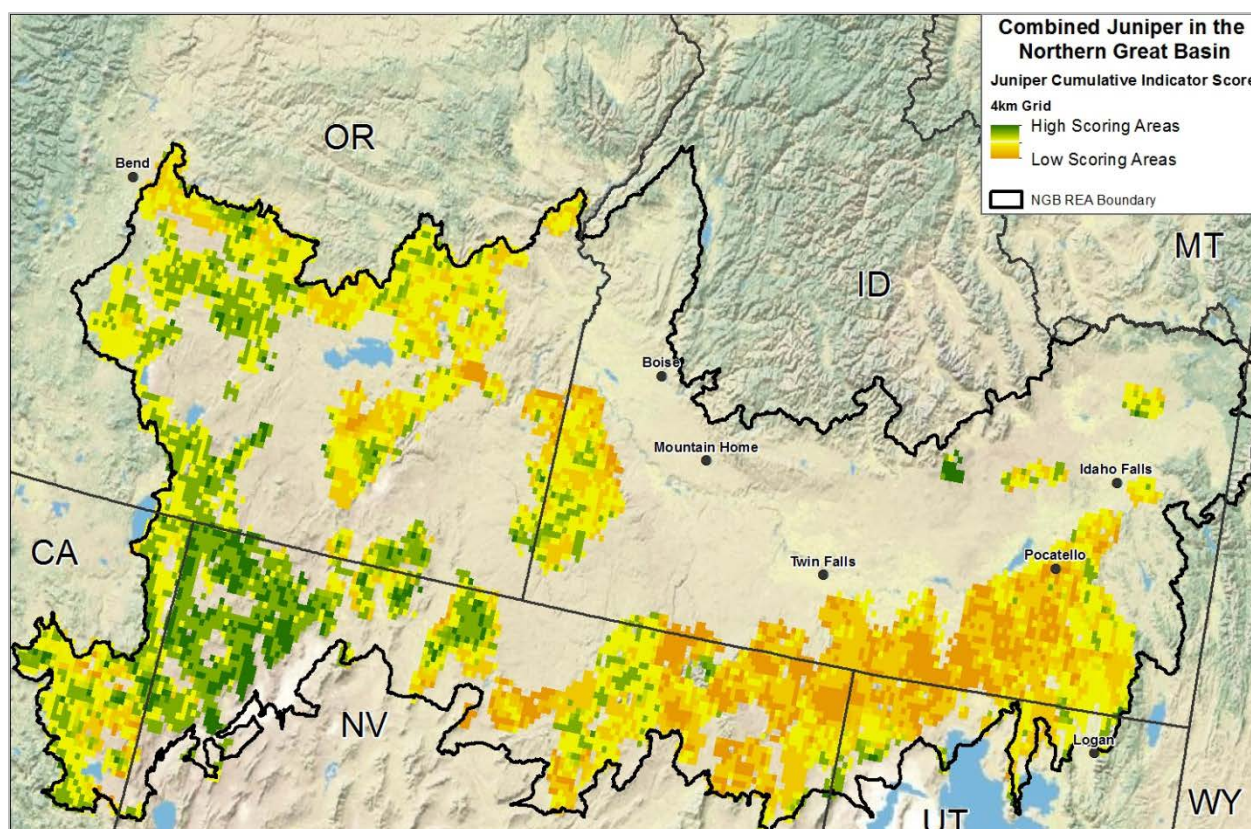 Combined Juniper in the
Northern Great Basin
Juniper Cumulative Indicator Score
4km Grid
High Scoring Areas
Low Scoring Areas
NGB REA Boundary
OR
Bend
MT
ID
Boise
Mountain Home
Idaho Falls
CA
Pocatello
Twin Falls
NV
Logan
WY
UT